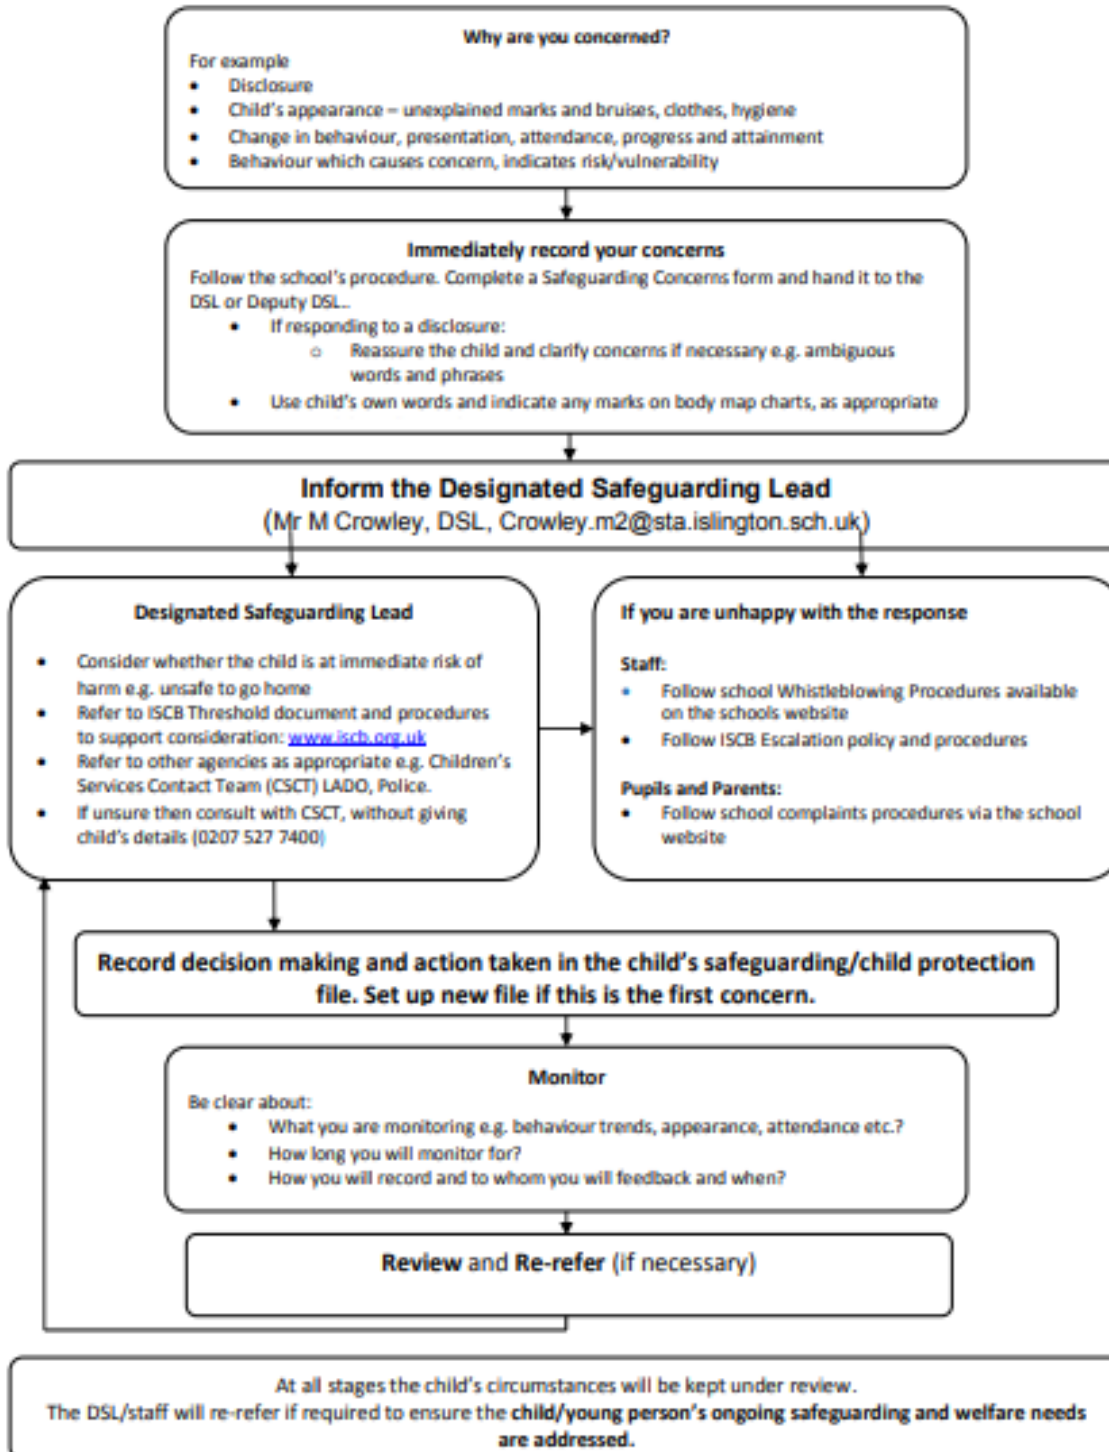 Why are you concerned?
For example
• Disclosure
• Child's appearance – unexplained marks and bruises, clothes, hygiene
• Change in behaviour, presentation, attendance, progress and attainment
• Behaviour which causes concern, indicates risk/vulnerability
Immediately record your concerns
Follow the school's procedure. Complete a Safeguarding Concerns form and hand it to the
DSL or Deputy DSL..
• If responding to a disclosure:
o Reassure the child and clarify concerns if necessary e.g. ambiguous
words and phrases
• Use child's own words and indicate any marks on body map charts, as appropriate
Inform the Designated Safeguarding Lead
(Mr M Crowley, DSL, Crowley.m2@sta.islington.sch.uk)
Designated Safeguarding Lead
• Consider whether the child is at immediate risk of
harm e.g. unsafe to go home
• Refer to ISCB Threshold document and procedures
to support consideration: www.iscb.org.uk
• Refer to other agencies as appropriate e.g. Children's
Services Contact Team (CSCT) LADO, Police.
• If unsure then consult with CSCT, without giving
child's details (0207 527 7400)
If you are unhappy with the response
Staff:
• Follow school Whistleblowing Procedures available
on the schools website
• Follow ISCB Escalation policy and procedures
Pupils and Parents:
• Follow school complaints procedures via the school
website
Record decision making and action taken in the child's safeguarding/child protection
file. Set up new file if this is the first concern.
Monitor
Be clear about:
• What you are monitoring e.g. behaviour trends, appearance, attendance etc.?
• How long you will monitor for?
• How you will record and to whom you will feedback and when?
Review and Re-refer (if necessary)
At all stages the child's circumstances will be kept under review.
The DSL/staff will re-refer if required to ensure the child/young person's ongoing safeguarding and welfare needs
are addressed.